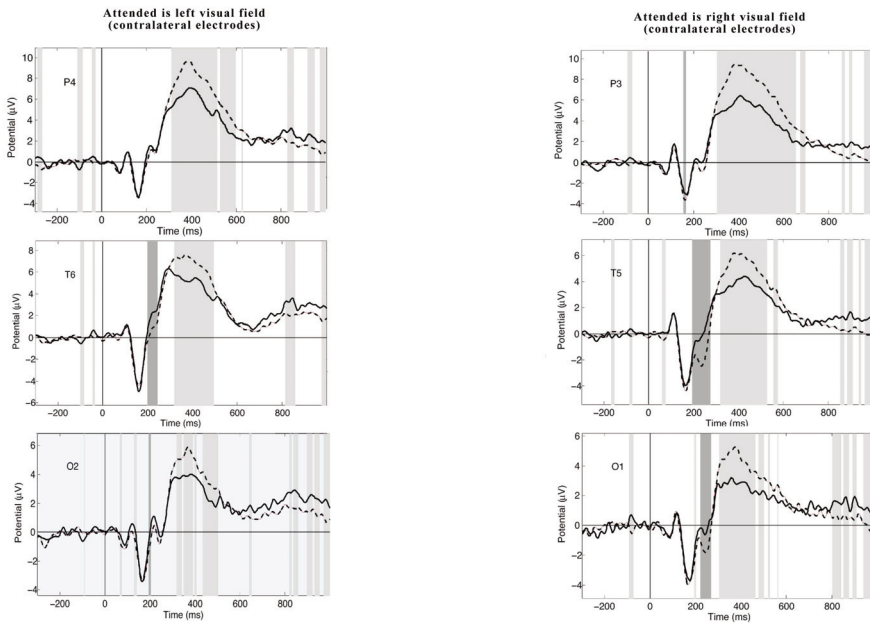 Attended is left visual field
(contralateral electrodes)
Attended is right visual field
(contralateral electrodes)
P4
Potential (μV)
10
8
6
4
2
0
−2
−4
−200 0 200 400 600 800
Time (ms)
P3
Potential (μV)
10
8
6
4
2
0
−2
−4
−200 0 200 400 600 800
Time (ms)
T6
Potential (μV)
8
6
4
2
0
−2
−4
−6
−200 0 200 400 600 800
Time (ms)
T5
Potential (μV)
6
4
2
0
−2
−4
−200 0 200 400 600 800
Time (ms)
O2
Potential (μV)
6
4
2
0
−2
−4
−200 0 200 400 600 800
Time (ms)
O1
Potential (μV)
6
4
2
0
−2
−4
−200 0 200 400 600 800
Time (ms)